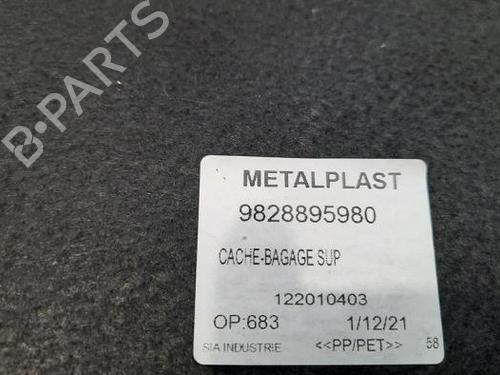 B-PARTS
METALPLAST
9828895980
CACHE-BAGAGE SUP
122010403
OP:683 1/12/21
SIA INDUSTRIE <<PP/PET>> 58